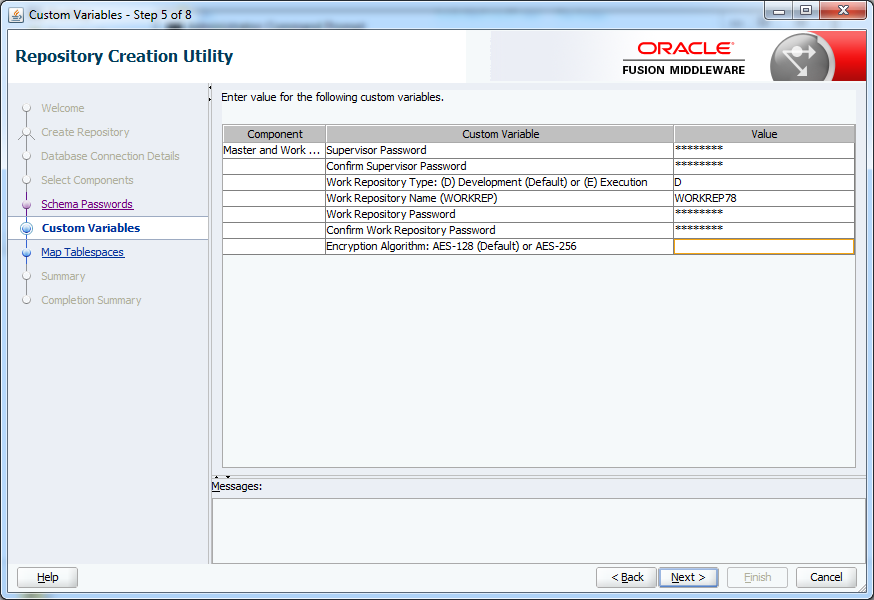 Custom Variables - Step 5 of 8
Repository Creation Utility
ORACLE®
FUSION MIDDLEWARE
Welcome
Create Repository
Database Connection Details
Select Components
Schema Passwords
Custom Variables
Map Tablespaces
Summary
Completion Summary
Enter value for the following custom variables.
Component Custom Variable Value
Master and Work ... Supervisor Password ********
Confirm Supervisor Password ********
Work Repository Type: (D) Development (Default) or (E) Execution D
Work Repository Name (WORKREP) WORKREP78
Work Repository Password ********
Confirm Work Repository Password ********
Encryption Algorithm: AES-128 (Default) or AES-256
Messages:
Help < Back Next > Finish Cancel